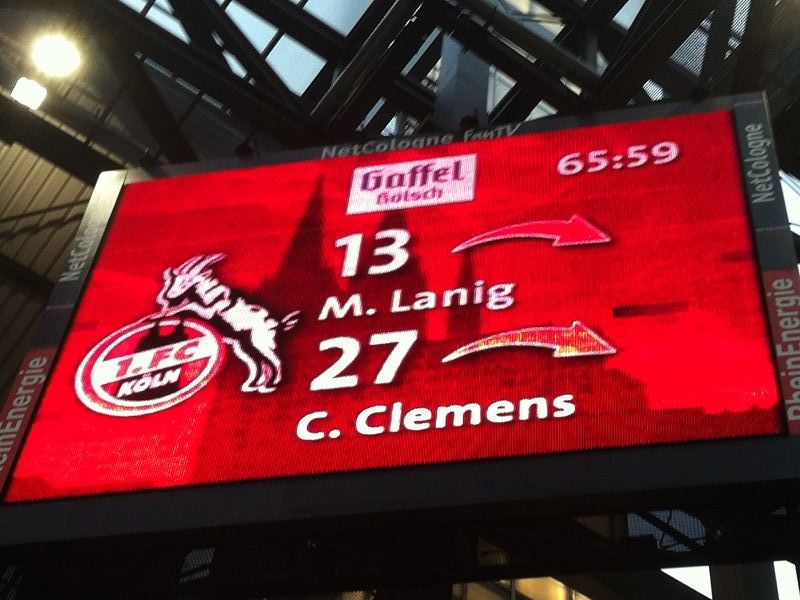 NetCologne FanTV
Gaffel
Kölsch
65:59
13
M. Lanig
1. FC
KÖLN
27
C. Clemens
NetCologne
RheinEnergie
NetCologne
RheinEnergie